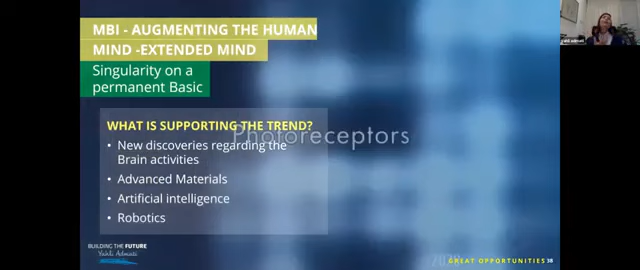 MBI - AUGMENTING THE HUMAN
MIND -EXTENDED MIND
Singularity on a
permanent Basic
WHAT IS SUPPORTING THE TREND?
Photoreceptors
• New discoveries regarding the
Brain activities
• Advanced Materials
• Artificial intelligence
• Robotics
BUILDING THE FUTURE
GREAT OPPORTUNITIES 38